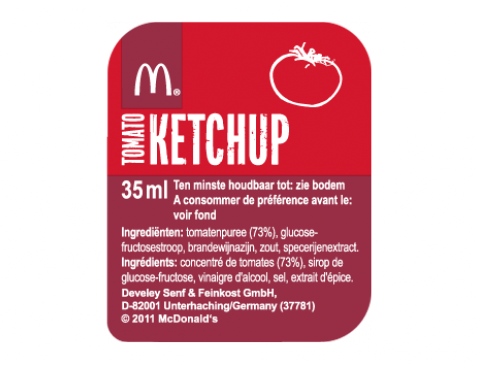 M®
TOMATO KETCHUP
35 ml
Ten minste houdbaar tot: zie bodem
A consommer de préférence avant le:
voir fond
Ingrediënten: tomatenpuree (73%), glucose-
fructosestroop, brandewijnazijn, zout, specerijenextract.
Ingrédients: concentré de tomates (73%), sirop de
glucose-fructose, vinaigre d'alcool, sel, extrait d'épice.
Develey Senf & Feinkost GmbH,
D-82001 Unterhaching/Germany (37781)
© 2011 McDonald's